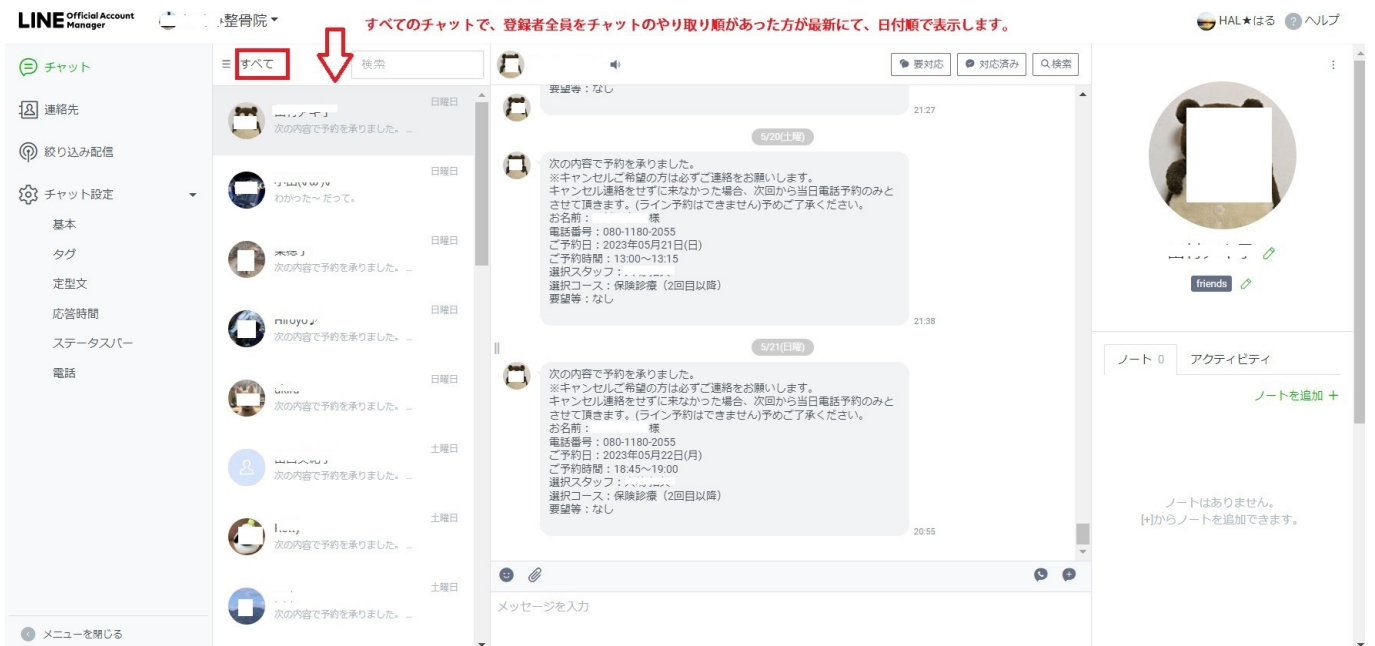 LINE Official Account Manager
整骨院
すべてのチャットで、登録者全員をチャットのやり取り順があった方が最新にて、日付順で表示します。
HAL★はる
ヘルプ
チャット
連絡先
絞り込み配信
チャット設定
基本
タグ
定型文
応答時間
ステータスバー
電話
メニューを閉じる
すべて
検索
日曜日
次の内容で予約を承りました。 ...
日曜日
わかった～ だって。
日曜日
次の内容で予約を承りました。 ...
日曜日
Hiroyo♪
次の内容で予約を承りました。 ...
日曜日
次の内容で予約を承りました。 ...
土曜日
次の内容で予約を承りました。 ...
土曜日
次の内容で予約を承りました。 ...
土曜日
次の内容で予約を承りました。 ...
要対応
対応済み
検索
要望等：なし
21:27
5/20(土曜)
次の内容で予約を承りました。
※キャンセルご希望の方は必ずご連絡をお願いします。
キャンセル連絡をせずに来なかった場合、次回から当日電話予約のみと
させて頂きます。(ライン予約はできません)予めご了承ください。
お名前： 様
電話番号：080-1180-2055
ご予約日：2023年05月21日(日)
ご予約時間：13:00～13:15
選択スタッフ：
選択コース：保険診療（2回目以降）
要望等：なし
21:38
5/21(日曜)
次の内容で予約を承りました。
※キャンセルご希望の方は必ずご連絡をお願いします。
キャンセル連絡をせずに来なかった場合、次回から当日電話予約のみと
させて頂きます。(ライン予約はできません)予めご了承ください。
お名前： 様
電話番号：080-1180-2055
ご予約日：2023年05月22日(月)
ご予約時間：18:45～19:00
選択スタッフ：
選択コース：保険診療（2回目以降）
要望等：なし
20:55
メッセージを入力
friends
ノート 0
アクティビティ
ノートを追加 +
ノートはありません。
[+]からノートを追加できます。